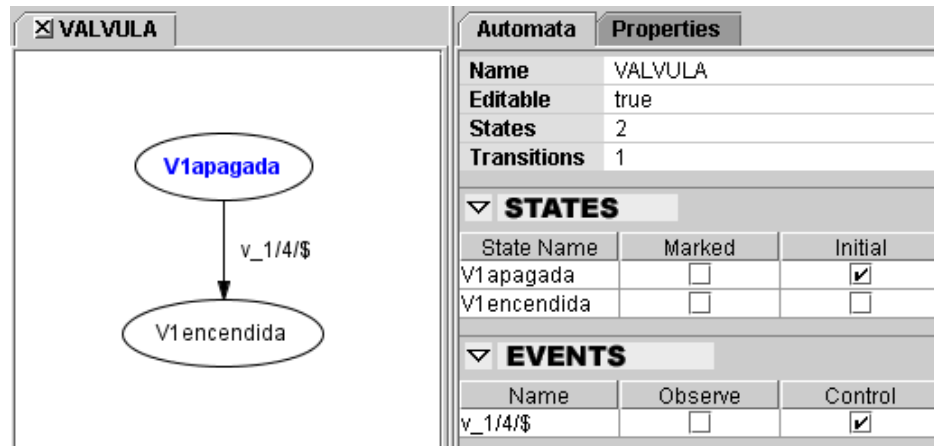 VALVULA
V1apagada
v_1/4/$
V1encendida
Automata Properties
Name VALVULA
Editable true
States 2
Transitions 1
STATES
State Name Marked Initial
V1apagada
V1encendida
EVENTS
Name Observe Control
v_1/4/$